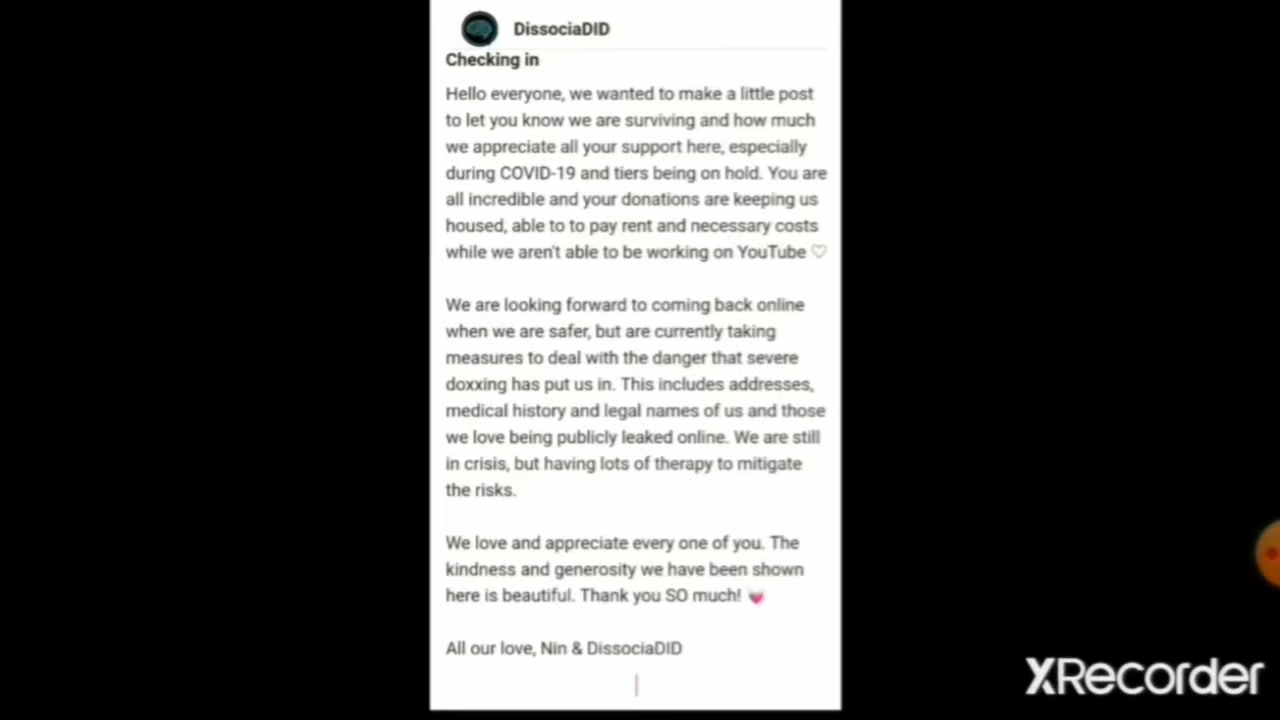 DissociaDID
Checking in
Hello everyone, we wanted to make a little post
to let you know we are surviving and how much
we appreciate all your support here, especially
during COVID-19 and tiers being on hold. You are
all incredible and your donations are keeping us
housed, able to to pay rent and necessary costs
while we aren't able to be working on YouTube ♡
We are looking forward to coming back online
when we are safer, but are currently taking
measures to deal with the danger that severe
doxxing has put us in. This includes addresses,
medical history and legal names of us and those
we love being publicly leaked online. We are still
in crisis, but having lots of therapy to mitigate
the risks.
We love and appreciate every one of you. The
kindness and generosity we have been shown
here is beautiful. Thank you SO much! 💓
All our love, Nin & DissociaDID
XRecorder